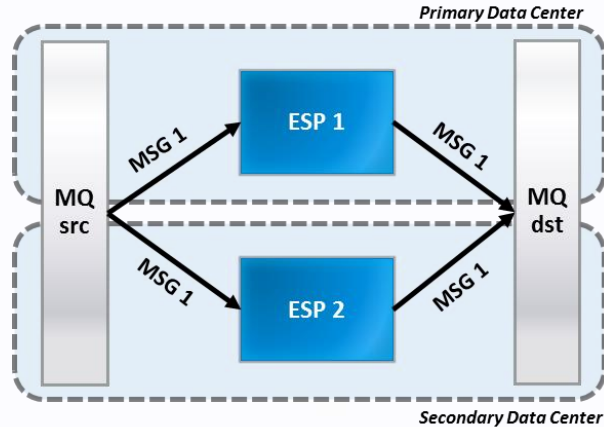 Primary Data Center
MSG 1
ESP 1
MSG 1
MQ
src
MQ
dst
MSG 1
ESP 2
MSG 1
Secondary Data Center